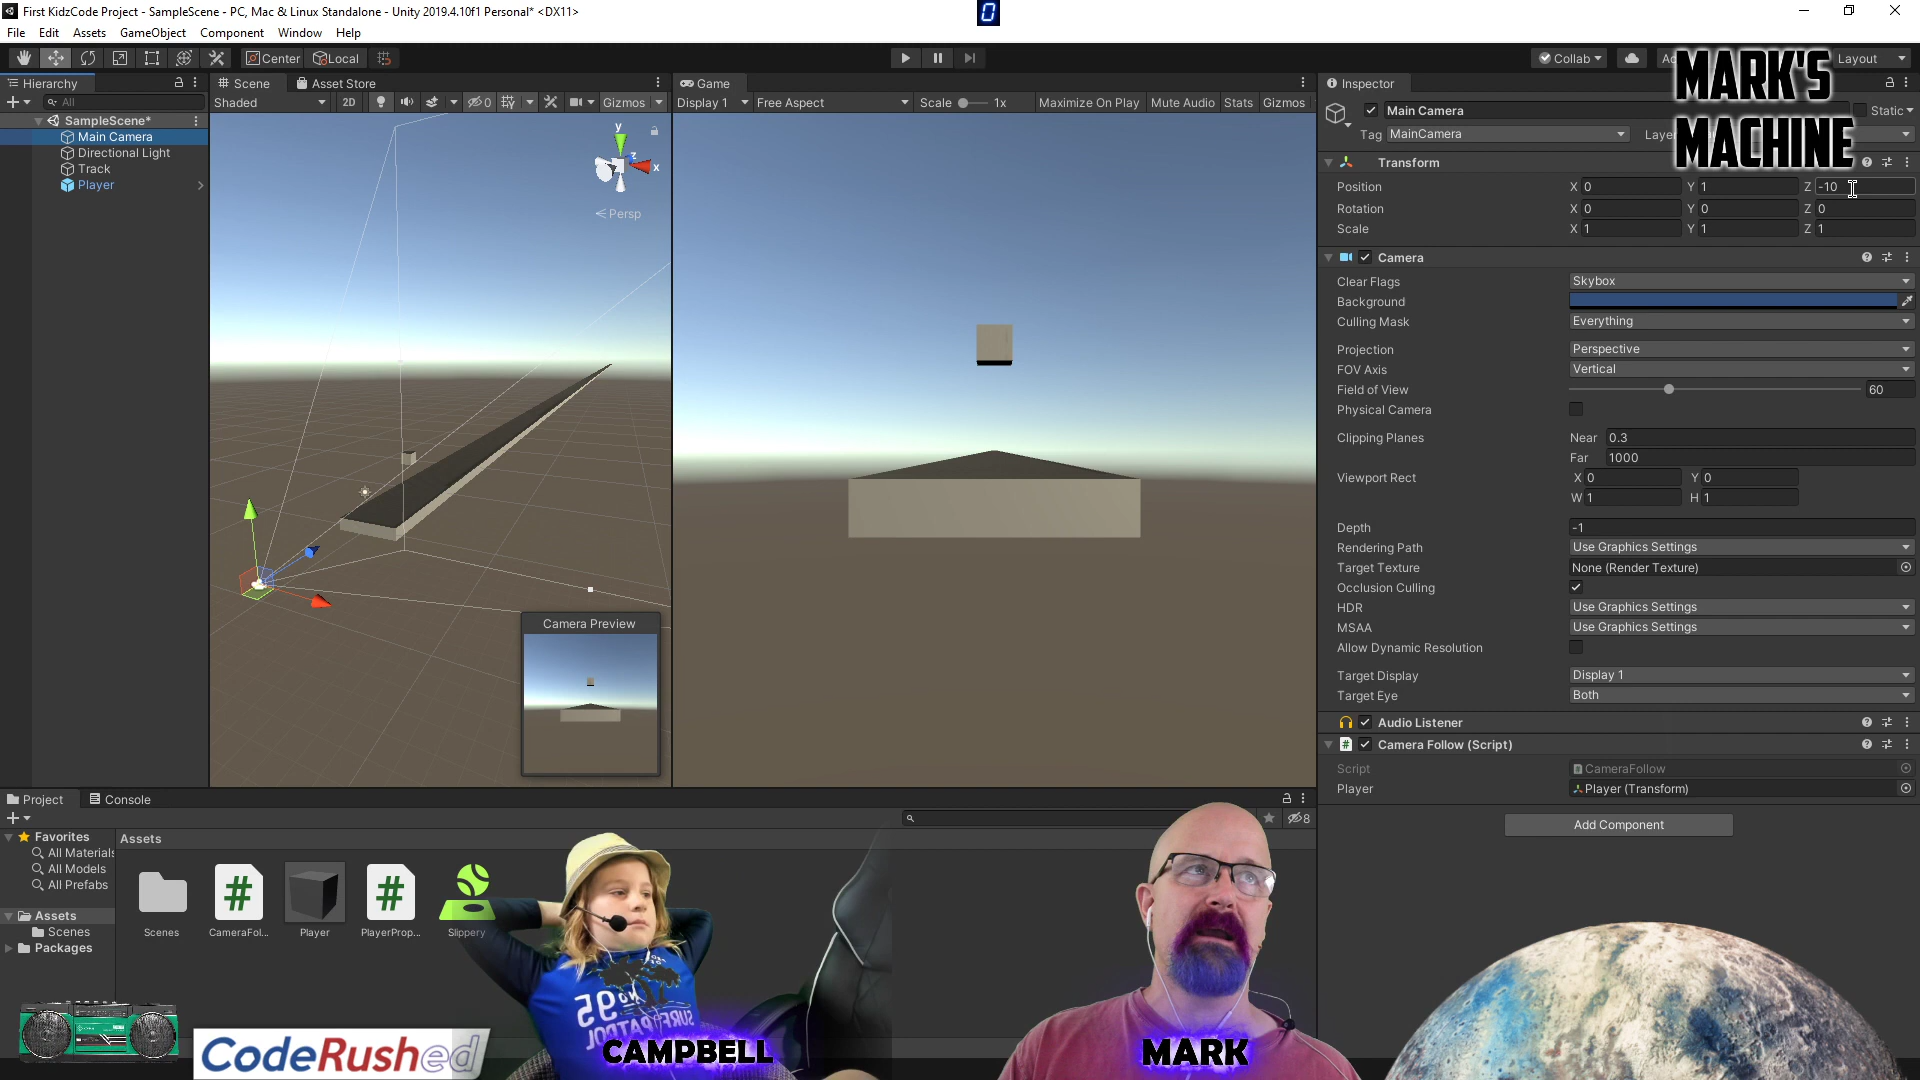 First KidzCode Project - SampleScene - PC, Mac & Linux Standalone - Unity 2019.4.10f1 Personal* <DX11>
0
File Edit Assets GameObject Component Window Help
Center Local
Collab
Layout
MARK'S
MACHINE
Hierarchy
All
SampleScene*
Main Camera
Directional Light
Track
Player
Scene Asset Store
Shaded 2D 0 Gizmos
y
z
x
Persp
Camera Preview
Game
Display 1 Free Aspect Scale 1x Maximize On Play Mute Audio Stats Gizmos
Inspector
Main Camera Static
Tag MainCamera
Transform
Position X 0 Y 1 Z -10
Rotation X 0 Y 0 Z 0
Scale X 1 Y 1 Z 1
Camera
Clear Flags Skybox
Background
Culling Mask Everything
Projection Perspective
FOV Axis Vertical
Field of View 60
Physical Camera
Clipping Planes Near 0.3
Far 1000
Viewport Rect X 0 Y 0
W 1 H 1
Depth -1
Rendering Path Use Graphics Settings
Target Texture None (Render Texture)
Occlusion Culling
HDR Use Graphics Settings
MSAA Use Graphics Settings
Allow Dynamic Resolution
Target Display Display 1
Target Eye Both
Audio Listener
Camera Follow (Script)
Script CameraFollow
Player Player (Transform)
Add Component
Project Console
8
Favorites
All Materials
All Models
All Prefabs
Assets
Scenes
Packages
Assets
Scenes CameraFol... Player PlayerProp... Slippery
No 95
SURF PATROL
CodeRushed
CAMPBELL
MARK